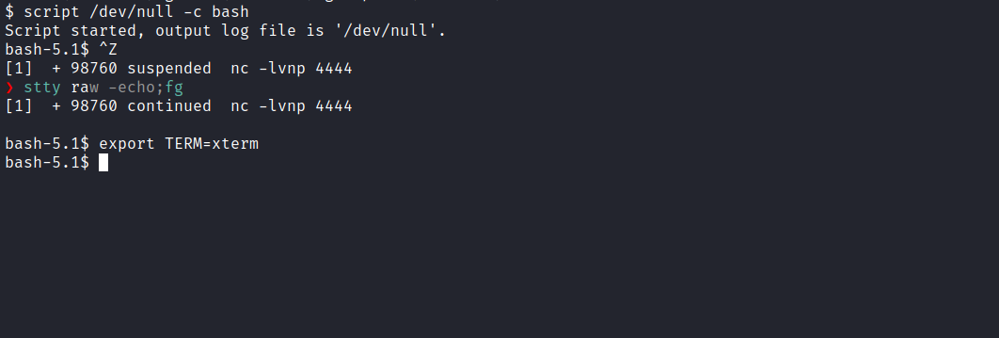 $ script /dev/null -c bash
Script started, output log file is '/dev/null'.
bash-5.1$ ^Z
[1]  + 98760 suspended  nc -lvnp 4444
❯ stty raw -echo;fg
[1]  + 98760 continued  nc -lvnp 4444
bash-5.1$ export TERM=xterm
bash-5.1$